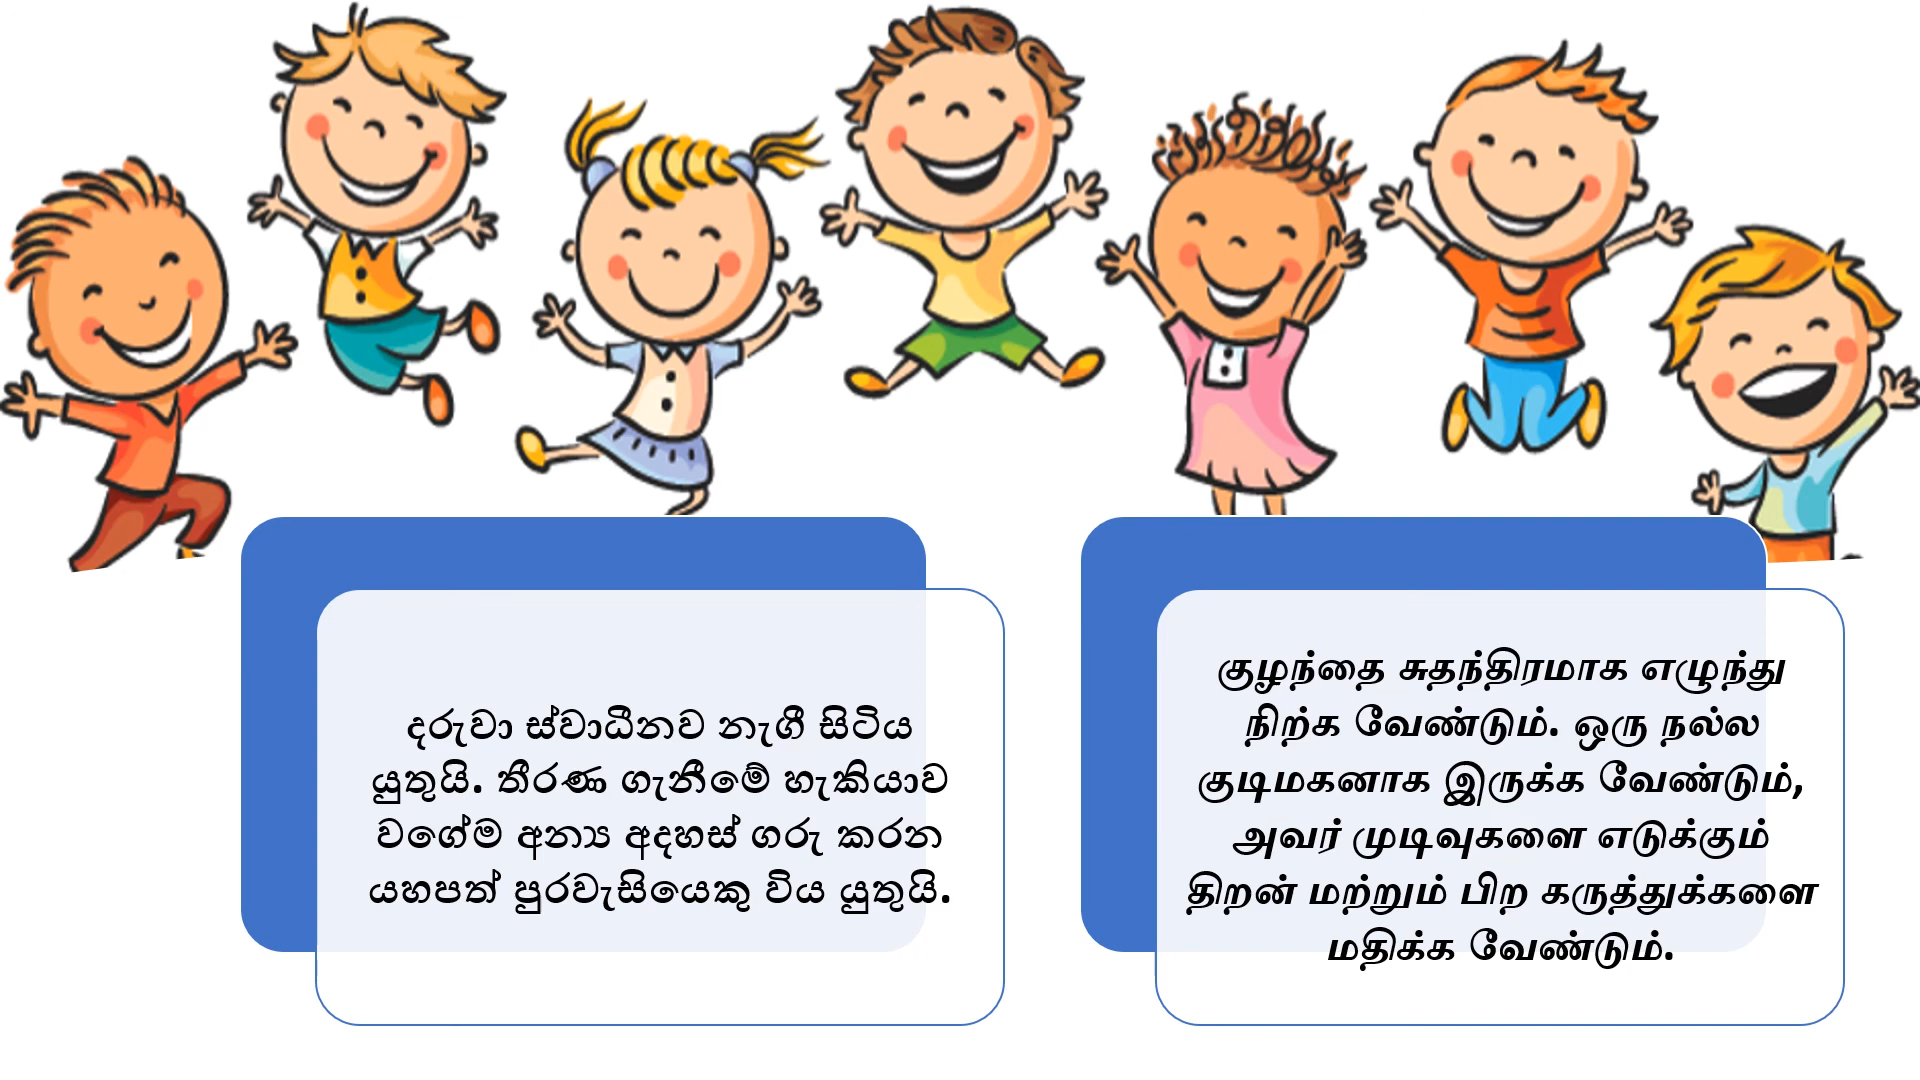 දරුවා ස්වාධීනව නැගී සිටිය
යුතුයි. තීරණ ගැනීමේ හැකියාව
වගේම අන්‍ය අදහස් ගරු කරන
යහපත් පුරවැසියෙකු විය යුතුයි.
குழந்தை சுதந்திரமாக எழுந்து
நிற்க வேண்டும். ஒரு நல்ல
குடிமகனாக இருக்க வேண்டும்,
அவர் முடிவுகளை எடுக்கும்
திறன் மற்றும் பிற கருத்துக்களை
மதிக்க வேண்டும்.